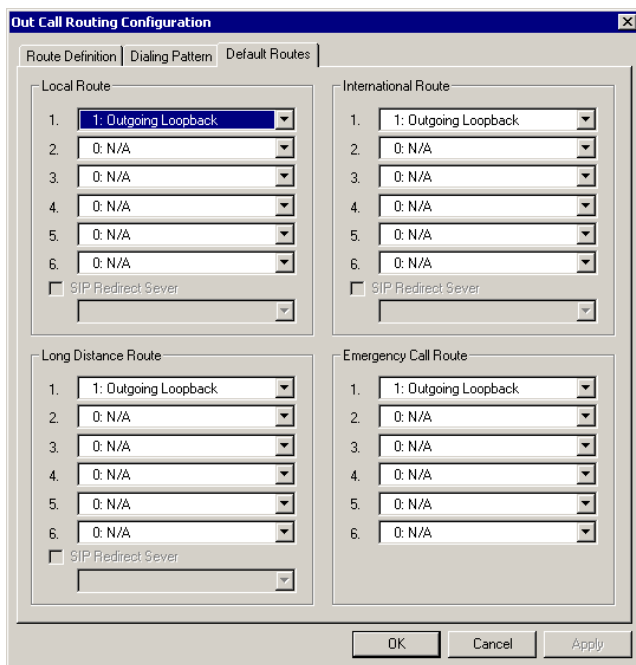 Out Call Routing Configuration
Route Definition Dialing Pattern Default Routes
Local Route
1. 1: Outgoing Loopback
2. 0: N/A
3. 0: N/A
4. 0: N/A
5. 0: N/A
6. 0: N/A
SIP Redirect Sever
International Route
1. 1: Outgoing Loopback
2. 0: N/A
3. 0: N/A
4. 0: N/A
5. 0: N/A
6. 0: N/A
SIP Redirect Sever
Long Distance Route
1. 1: Outgoing Loopback
2. 0: N/A
3. 0: N/A
4. 0: N/A
5. 0: N/A
6. 0: N/A
SIP Redirect Sever
Emergency Call Route
1. 1: Outgoing Loopback
2. 0: N/A
3. 0: N/A
4. 0: N/A
5. 0: N/A
6. 0: N/A
OK Cancel Apply